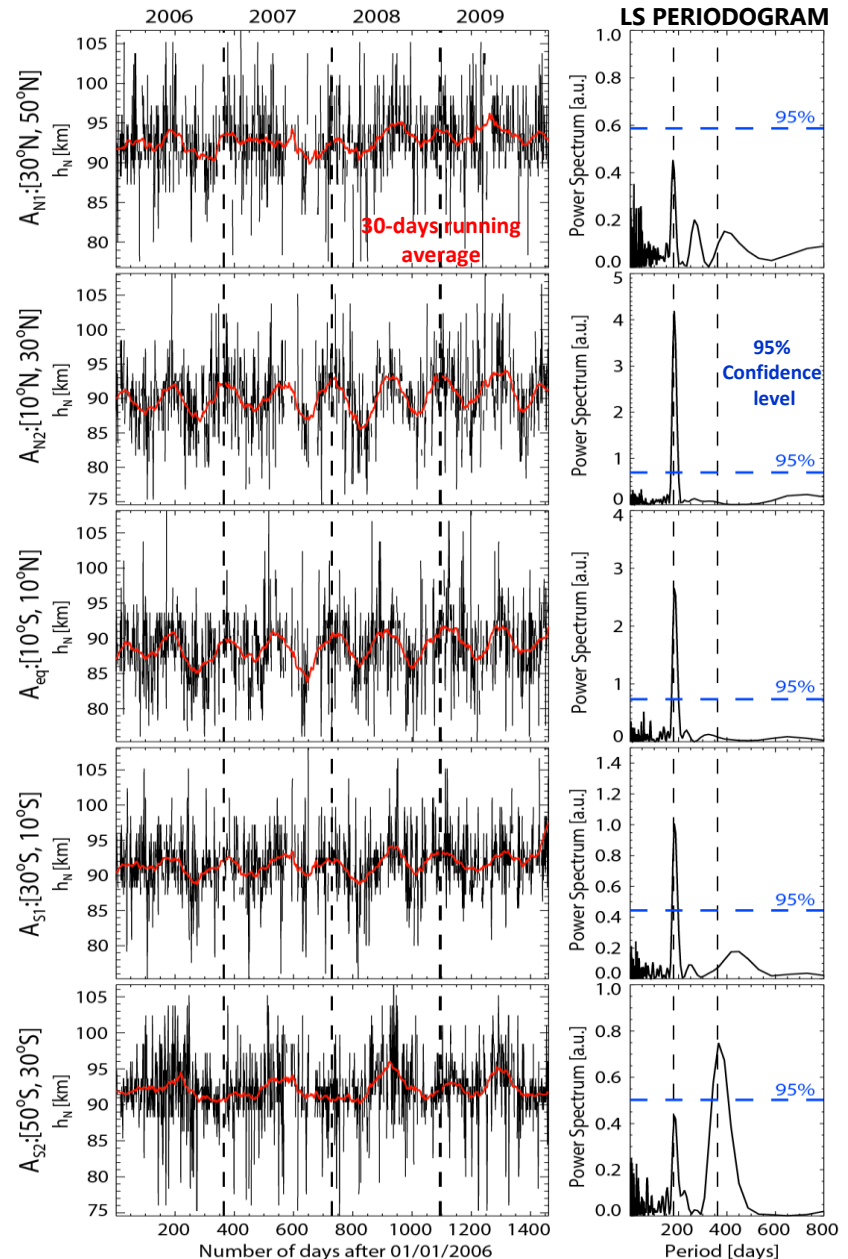 2006 2007 2008 2009 LS PERIODOGRAM
A_N1:[30°N, 50°N]
h_N [km]
105
100
95
90
85
80
30-days running
average
Power Spectrum [a.u.]
1.0
0.8
0.6
0.4
0.2
0.0
95%
A_N2:[10°N, 30°N]
h_N [km]
105
100
95
90
85
80
75
Power Spectrum [a.u.]
5
4
3
2
1
0
95%
Confidence
level
95%
A_eq:[10°S, 10°N]
h_N [km]
105
100
95
90
85
80
Power Spectrum [a.u.]
4
3
2
1
0
95%
A_S1:[30°S, 10°S]
h_N [km]
105
100
95
90
85
80
Power Spectrum [a.u.]
1.4
1.2
1.0
0.8
0.6
0.4
0.2
0.0
95%
A_S2:[50°S, 30°S]
h_N [km]
105
100
95
90
85
80
75
Power Spectrum [a.u.]
1.0
0.8
0.6
0.4
0.2
0.0
95%
200 400 600 800 1000 1200 1400
Number of days after 01/01/2006
0 200 400 600 800
Period [days]